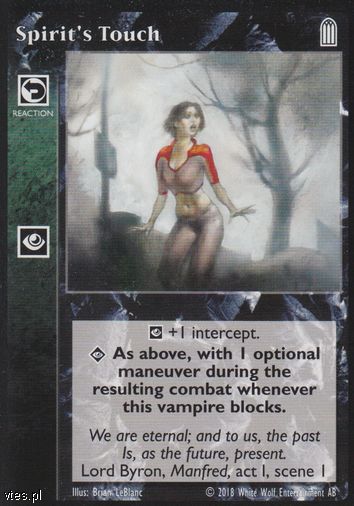 Spirit's Touch
REACTION
+1 intercept.
As above, with 1 optional
maneuver during the
resulting combat whenever
this vampire blocks.
We are eternal; and to us, the past
Is, as the future, present.
Lord Byron, Manfred, act I, scene I
Illus: Brian LeBlanc
© 2018 White Wolf Entertainment AB
vtes.pl